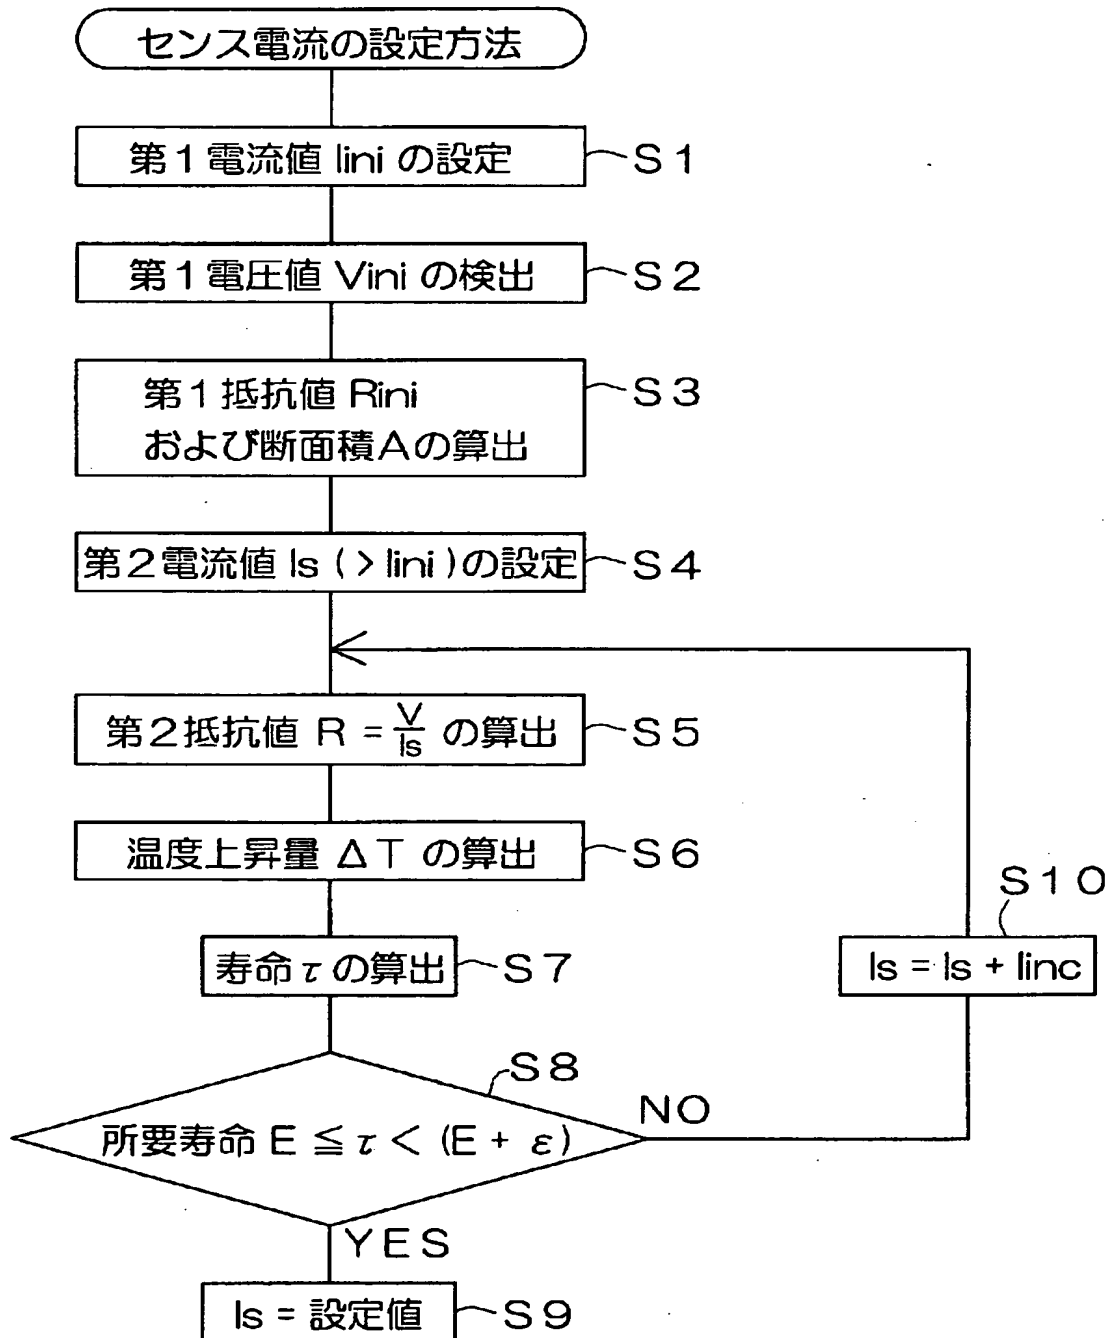 センス電流の設定方法
第1電流値 Iini の設定
S1
第1電圧値 Vini の検出
S2
第1抵抗値 Rini
および断面積Aの算出
S3
第2電流値 Is (>Iini)の設定
S4
第2抵抗値 R = V/Is の算出
S5
温度上昇量 ΔT の算出
S6
寿命τの算出
S7
S10
Is = Is + Iinc
S8
所要寿命 E ≦ τ < (E + ε)
NO
YES
Is = 設定値
S9